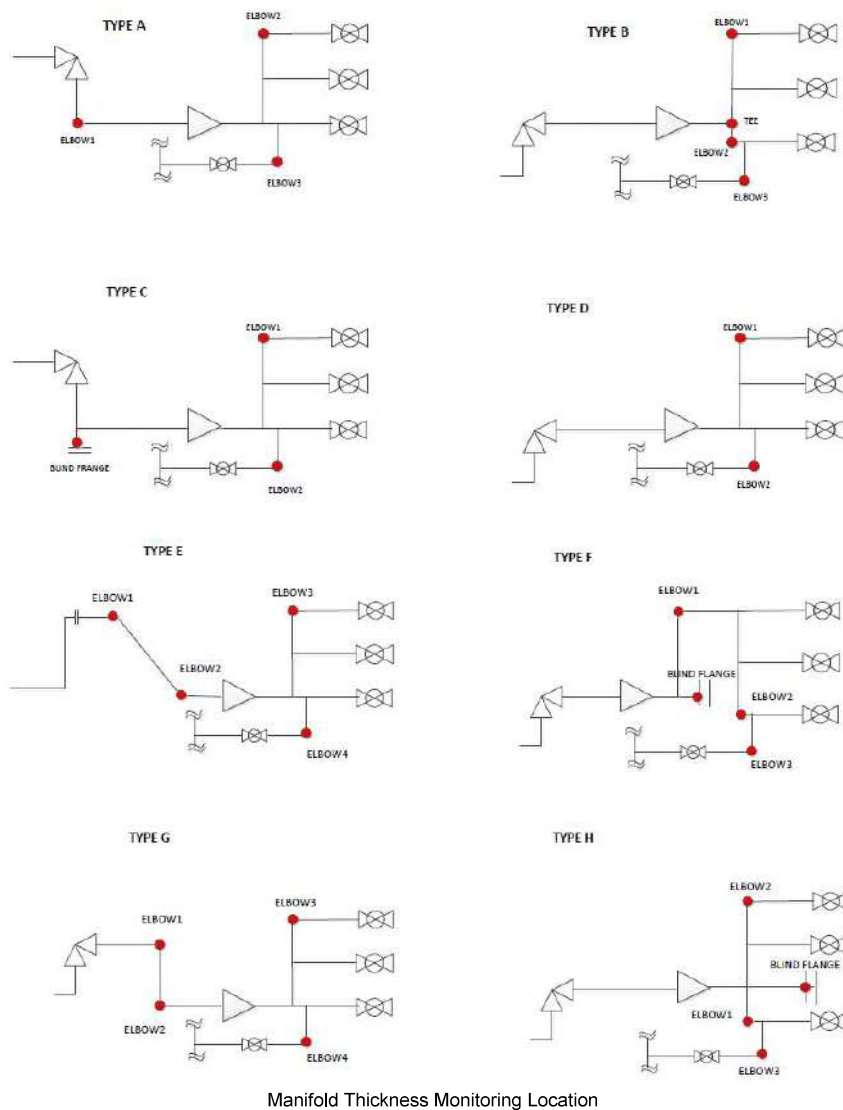 TYPE A
ELBOW2
ELBOW1
ELBOW3
TYPE B
ELBOW1
TEE
ELBOW2
ELBOW3
TYPE C
ELBOW1
BLIND FRANGE
ELBOW2
TYPE D
ELBOW1
ELBOW2
TYPE E
ELBOW1
ELBOW3
ELBOW2
ELBOW4
TYPE F
ELBOW1
BLIND FLANGE
ELBOW2
ELBOW3
TYPE G
ELBOW1
ELBOW3
ELBOW2
ELBOW4
TYPE H
ELBOW2
BLIND FLANGE
ELBOW1
ELBOW3
Manifold Thickness Monitoring Location